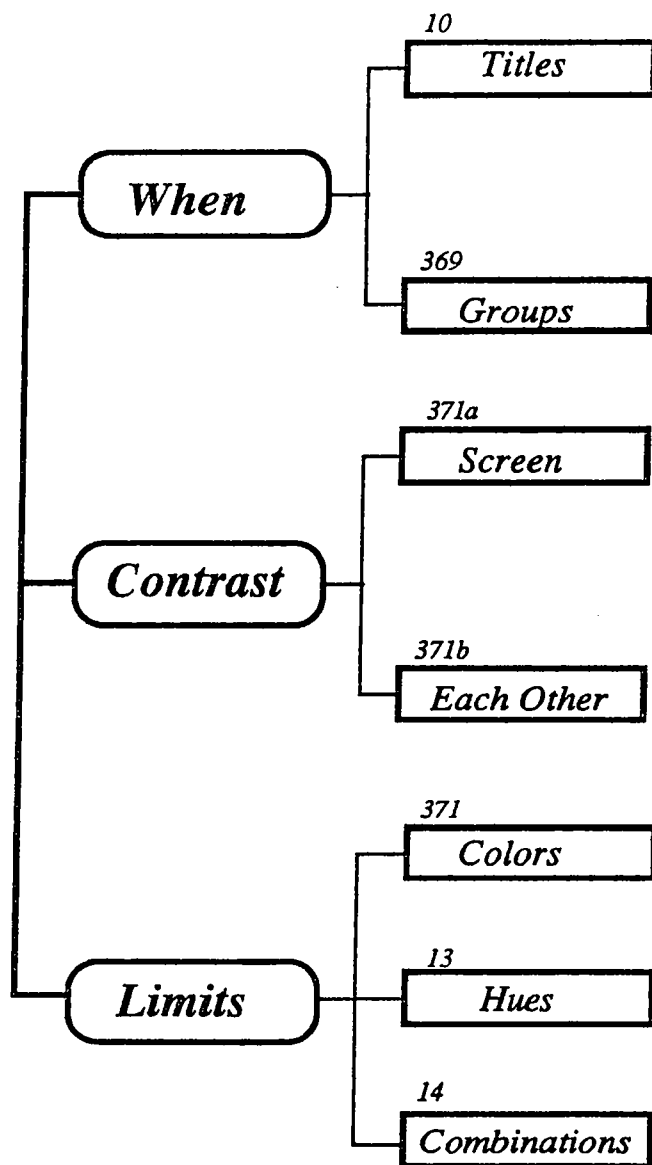 10
Titles
When
369
Groups
371a
Screen
Contrast
371b
Each Other
371
Colors
Limits
13
Hues
14
Combinations